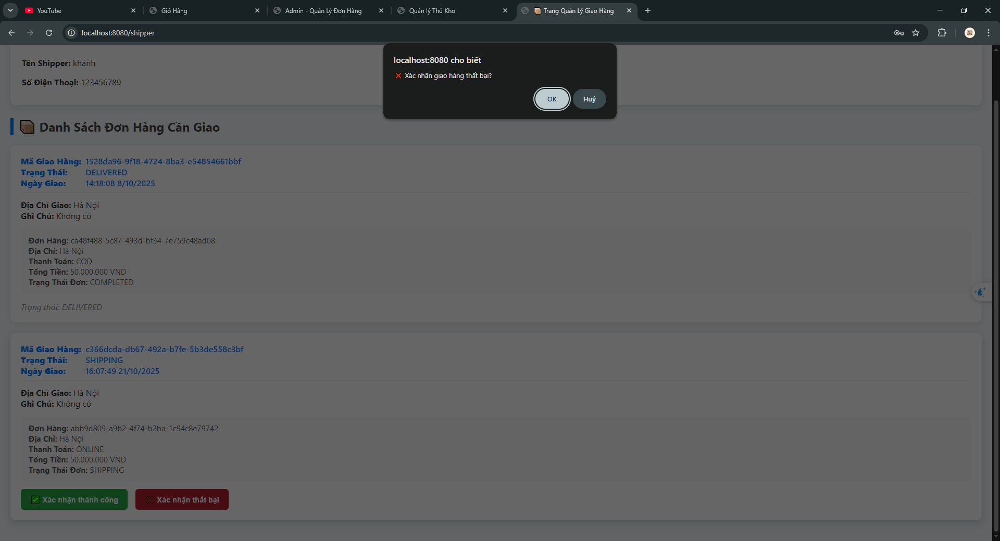 YouTube
Giỏ Hàng
Admin - Quản Lý Đơn Hàng
Quản lý Thủ Kho
Trang Quản Lý Giao Hàng
localhost:8080/shipper
localhost:8080 cho biết
❌ Xác nhận giao hàng thất bại?
OK
Huỷ
Tên Shipper: khánh
Số Điện Thoại: 123456789
📦 Danh Sách Đơn Hàng Cần Giao
Mã Giao Hàng: 1528da96-9f18-4724-8ba3-e54854661bbf
Trạng Thái: DELIVERED
Ngày Giao: 14:18:08 8/10/2025
Địa Chỉ Giao: Hà Nội
Ghi Chú: Không có
Đơn Hàng: ca48f488-5c87-493d-bf34-7e759c48ad08
Địa Chỉ: Hà Nội
Thanh Toán: COD
Tổng Tiền: 50.000.000 VND
Trạng Thái Đơn: COMPLETED
Trạng thái: DELIVERED
Mã Giao Hàng: c366dcda-db67-492a-b7fe-5b3de558c3bf
Trạng Thái: SHIPPING
Ngày Giao: 16:07:49 21/10/2025
Địa Chỉ Giao: Hà Nội
Ghi Chú: Không có
Đơn Hàng: abb9d809-a9b2-4f74-b2ba-1c94c8e79742
Địa Chỉ: Hà Nội
Thanh Toán: ONLINE
Tổng Tiền: 50.000.000 VND
Trạng Thái Đơn: SHIPPING
✅ Xác nhận thành công
❌ Xác nhận thất bại